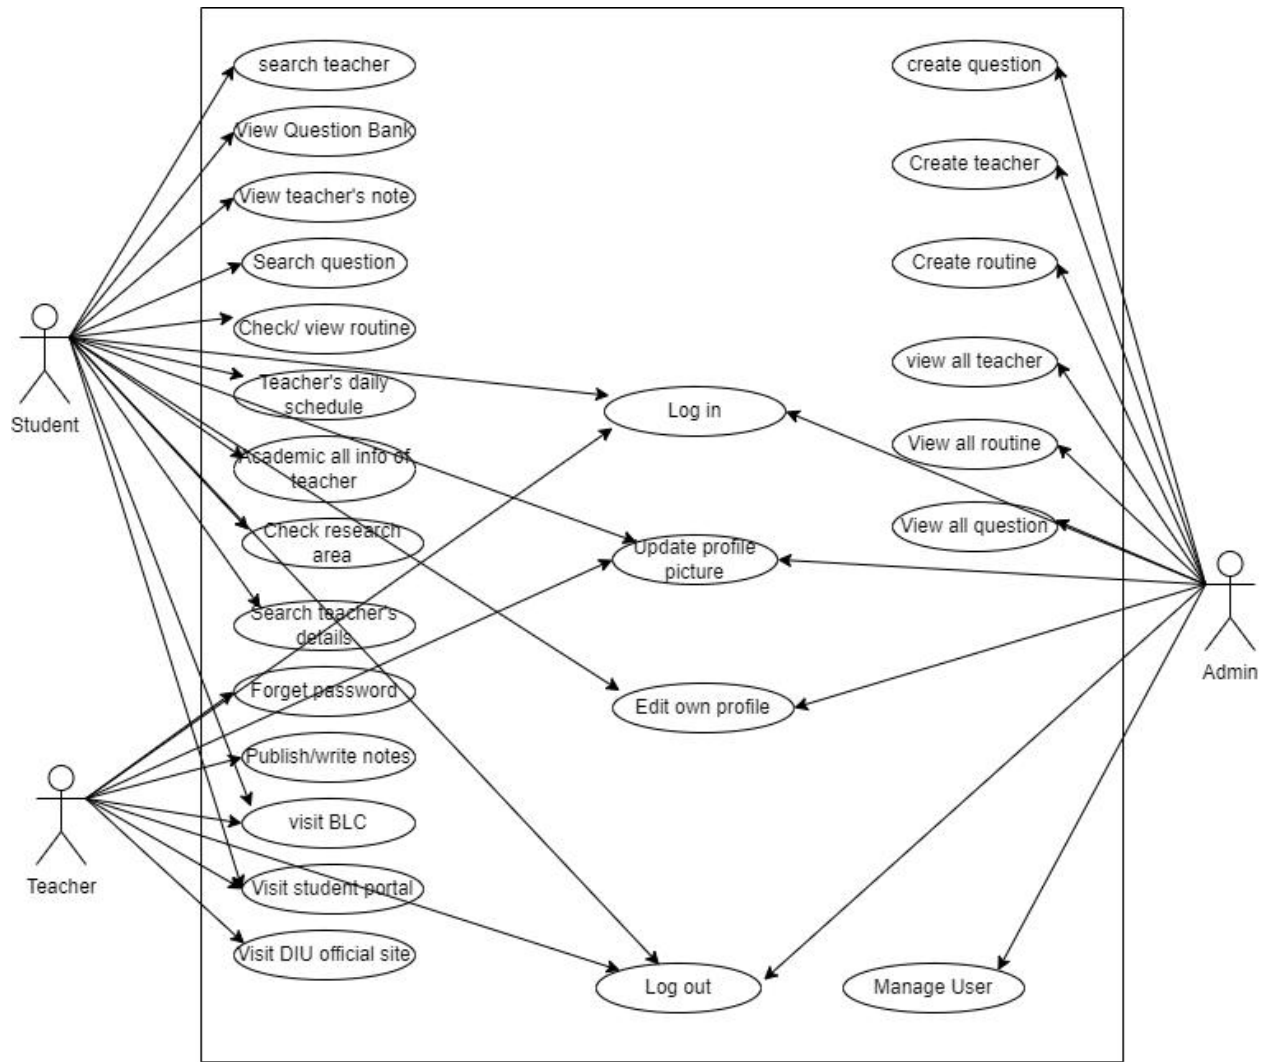 search teacher
create question
View Question Bank
Create teacher
View teacher's note
Search question
Create routine
Check/ view routine
view all teacher
Teacher's daily
schedule
Student
Log in
View all routine
Academic all info of
teacher
View all question
Check research
area
Update profile
picture
Search teacher's
details
Admin
Forget password
Edit own profile
Publish/write notes
visit BLC
Teacher
Visit student portal
Visit DIU official site
Log out
Manage User